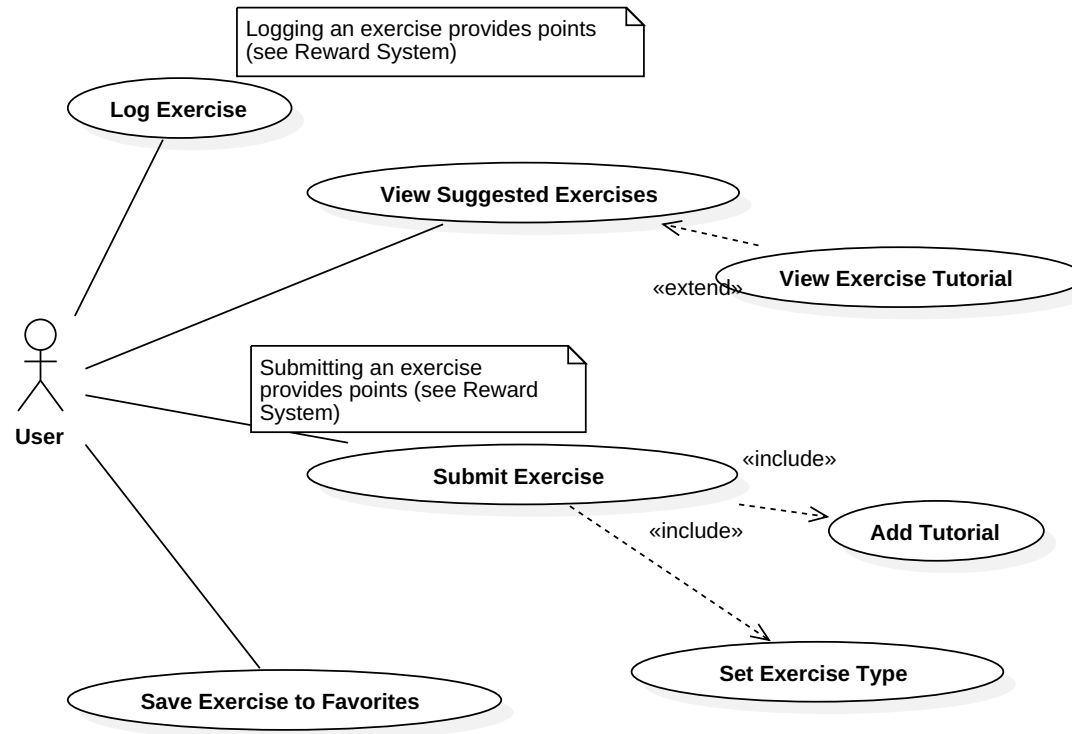 Logging an exercise provides points
(see Reward System)
Log Exercise
View Suggested Exercises
View Exercise Tutorial
«extend»
Submitting an exercise
provides points (see Reward
System)
User
«include»
Submit Exercise
«include»
Add Tutorial
Set Exercise Type
Save Exercise to Favorites